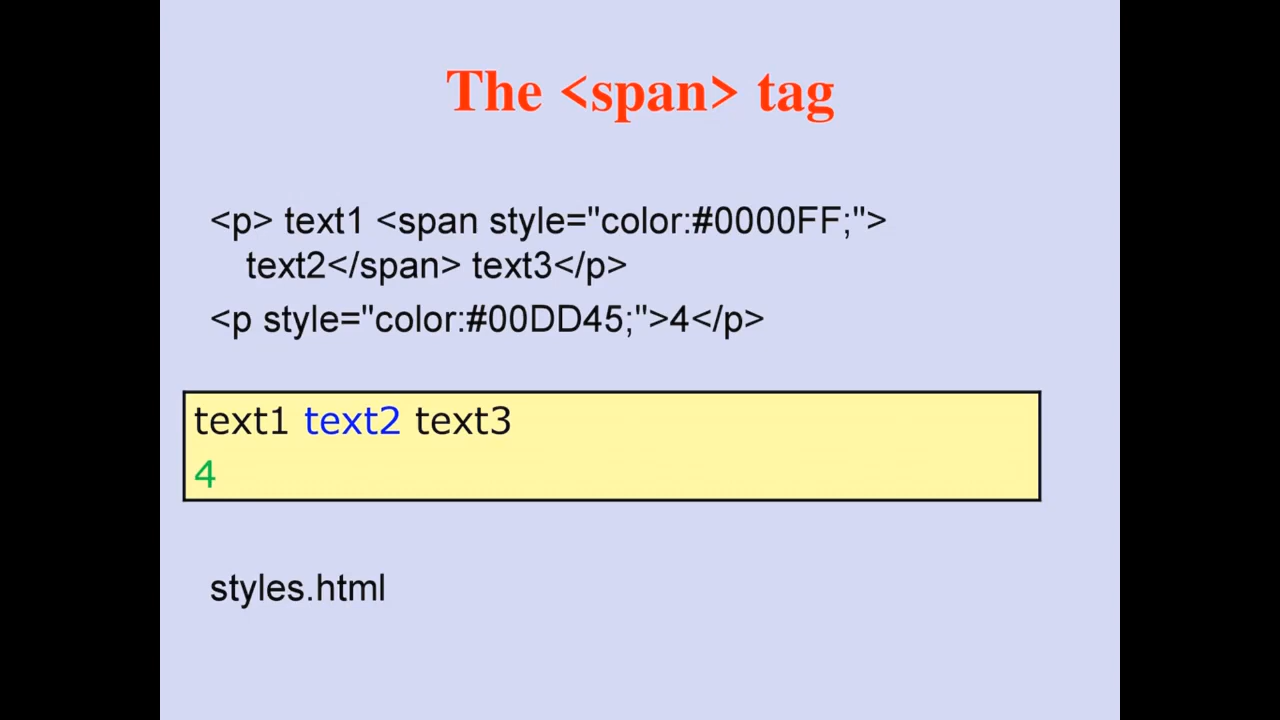 The <span> tag
<p> text1 <span style="color:#0000FF;">
text2</span> text3</p>
<p style="color:#00DD45;">4</p>
text1 text2 text3
4
styles.html